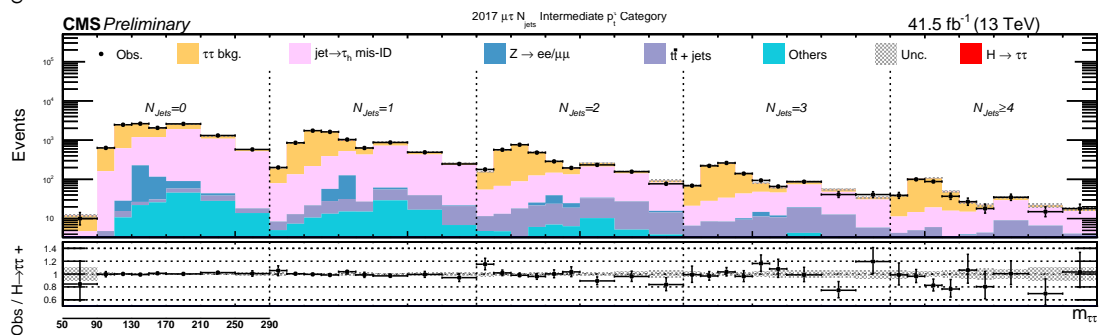 CMS Preliminary
2017 μτ N_jets Intermediate p_t^τ̂ Category
41.5 fb⁻¹ (13 TeV)
Obs.
ττ bkg.
jet→τ_h mis-ID
Z → ee/μμ
tt̄ + jets
Others
Unc.
H → ττ
N_Jets=0
N_Jets=1
N_Jets=2
N_Jets=3
N_Jets≥4
Events
10⁵
10⁴
10³
10²
10
Obs / H→ττ +
1.4
1.2
1
0.8
0.6
50 90 130 170 210 250 290
m_ττ